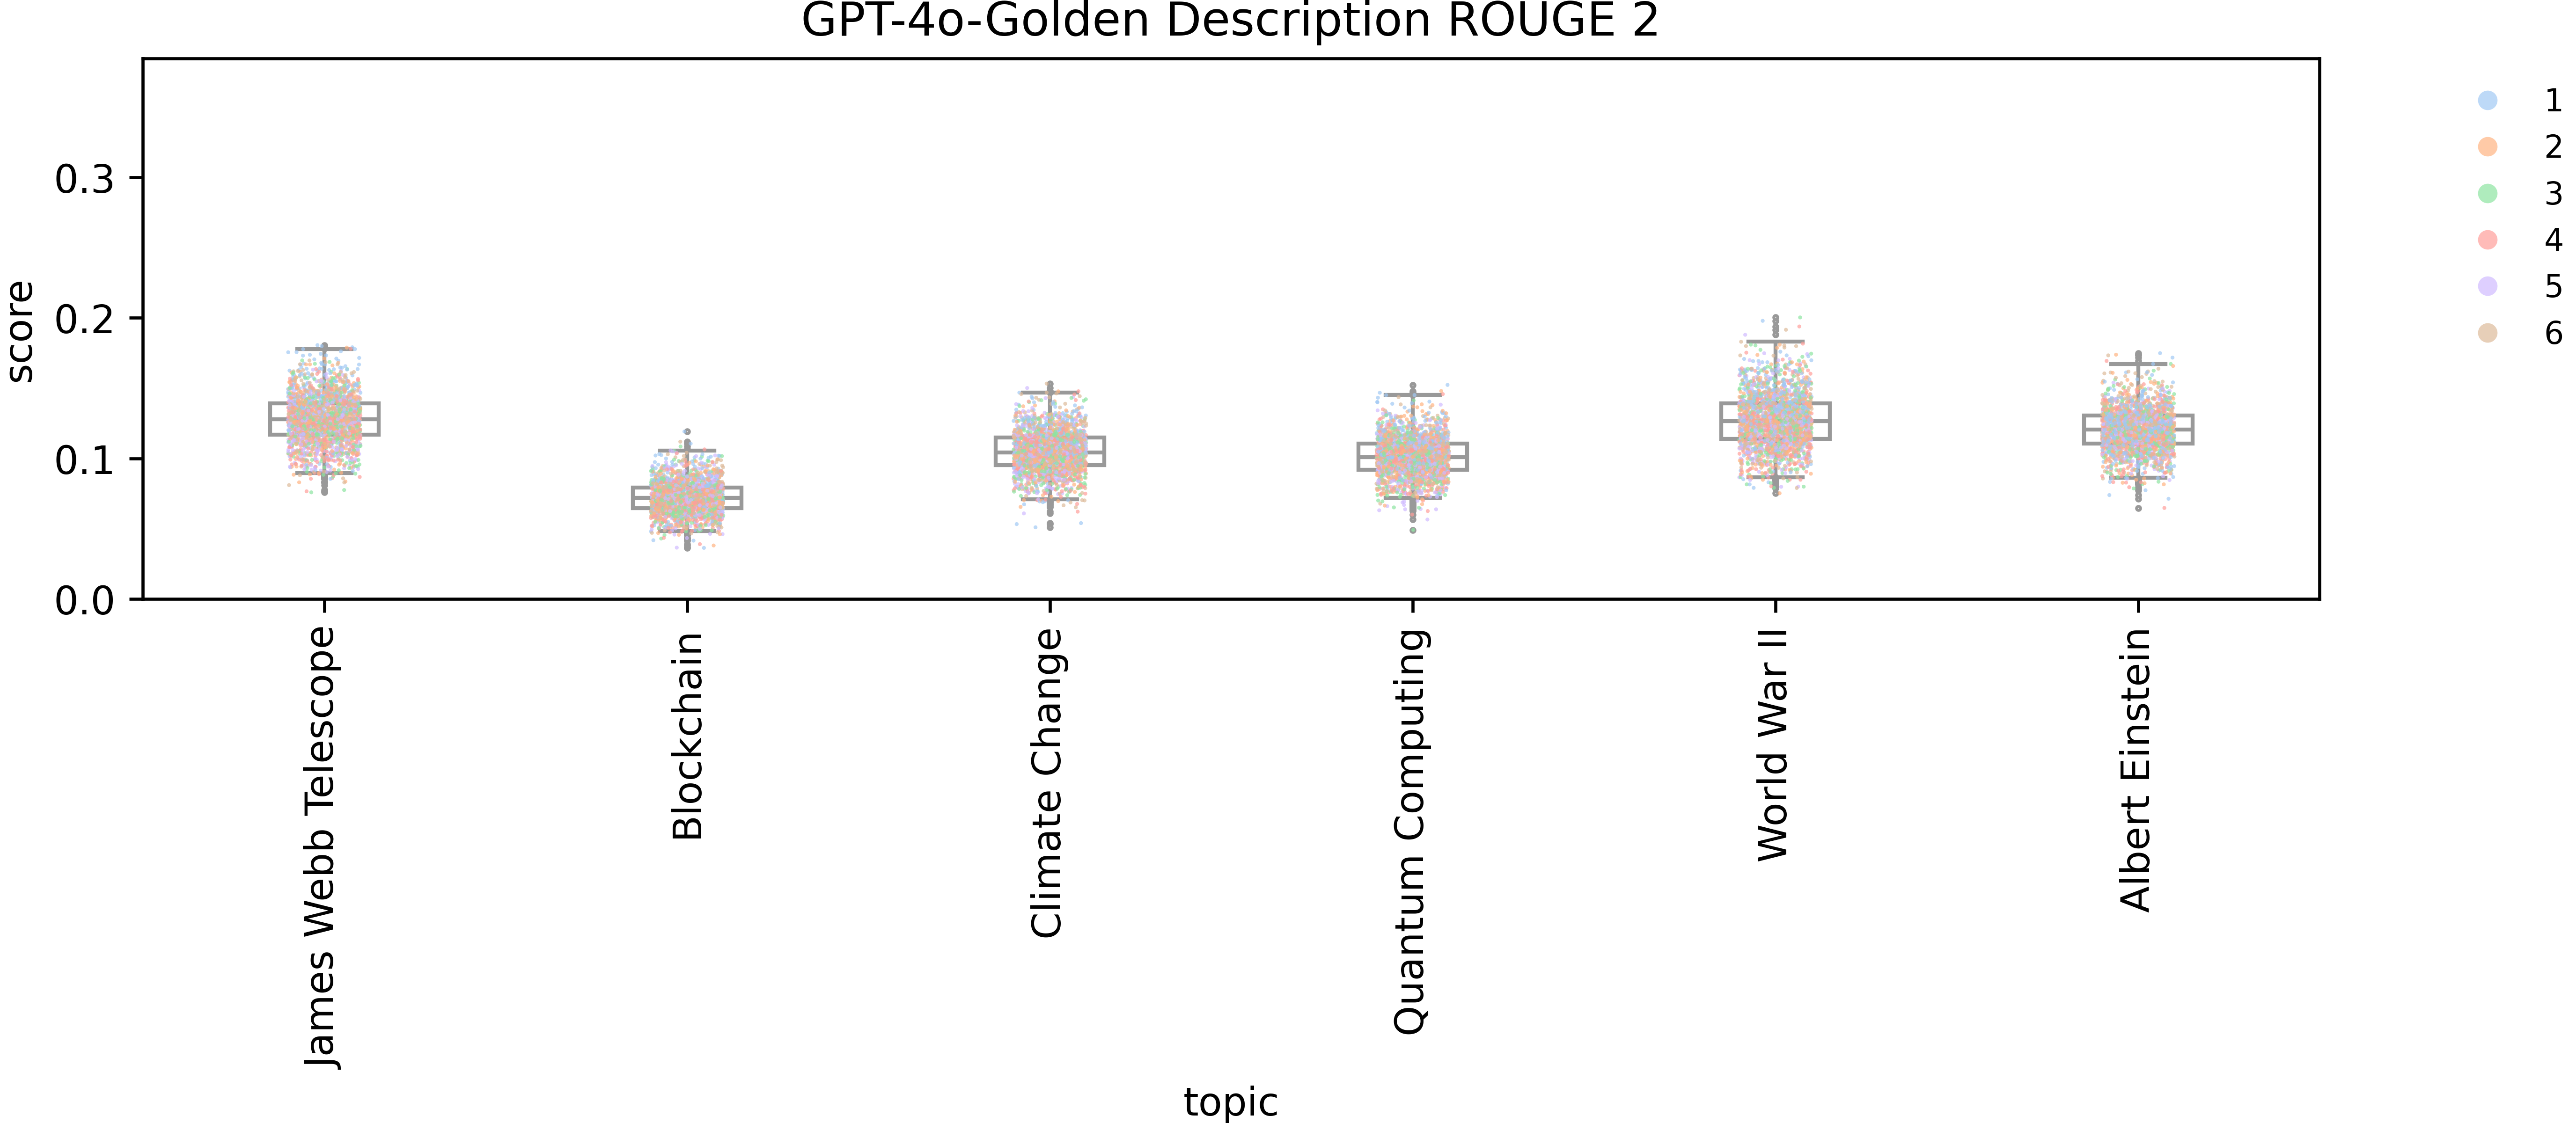 GPT-4o-Golden Description ROUGE 2
score
0.3
0.2
0.1
0.0
1
2
3
4
5
6
James Webb Telescope
Blockchain
Climate Change
Quantum Computing
World War II
Albert Einstein
topic